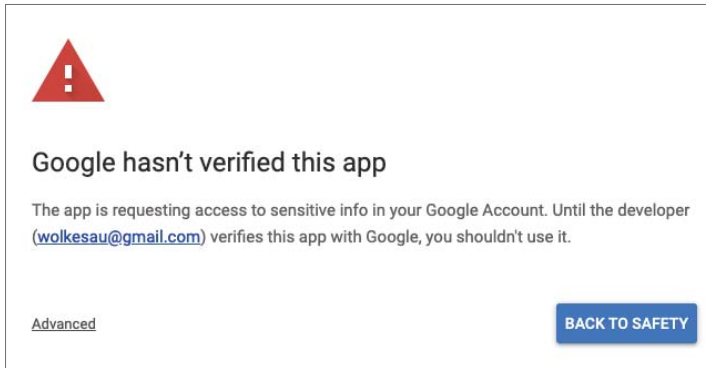 Google hasn’t verified this app
The app is requesting access to sensitive info in your Google Account. Until the developer
(wolkesau@gmail.com) verifies this app with Google, you shouldn't use it.
Advanced
BACK TO SAFETY